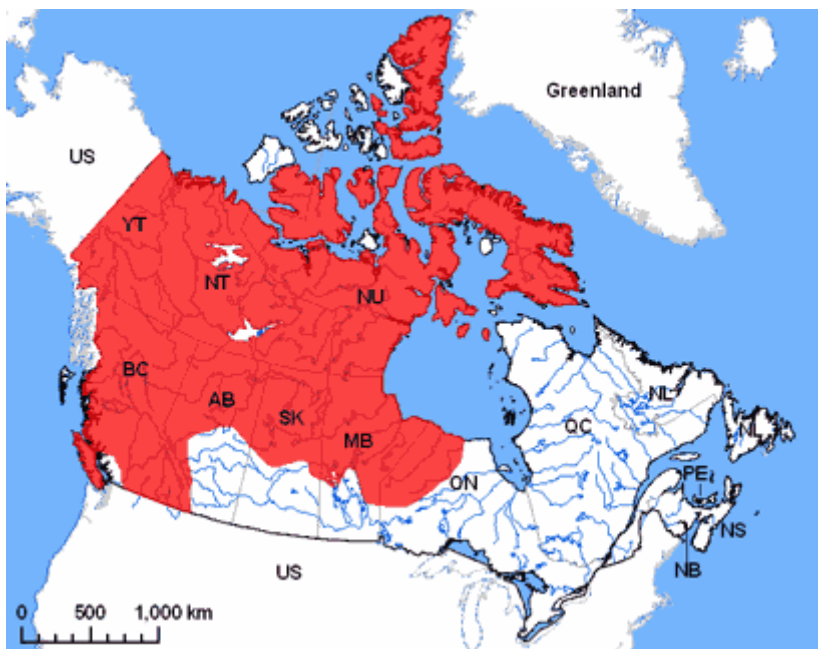 Greenland
US
YT
NT
NU
BC
AB
SK
MB
ON
QC
NL
NL
PE
NS
NB
US
0 500 1,000 km